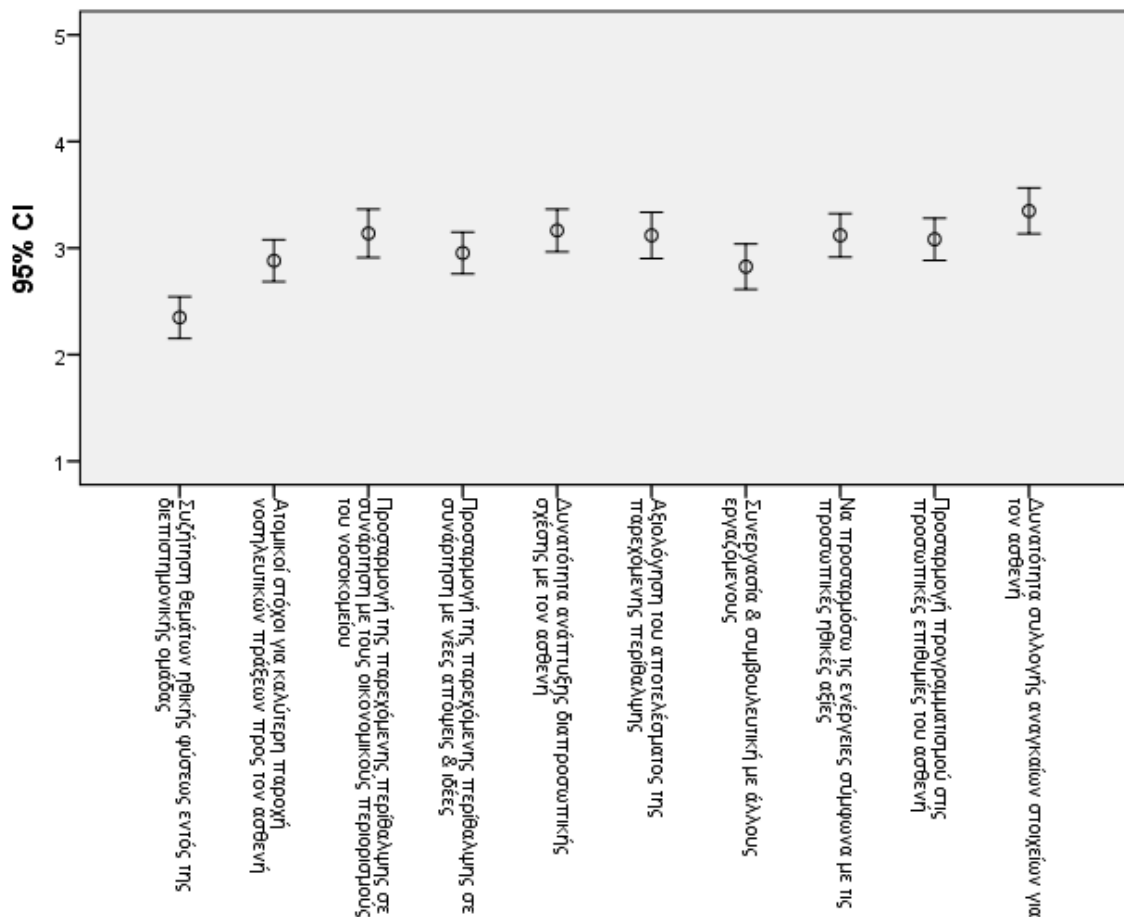 5
4
3
2
1
95% CI
Συζήτηση θεμάτων ηθικής φύσεως εντός της
διεπιστημονικής ομάδας
Ατομικοί στόχοι για καλύτερη παροχή
νοσηλευτικών πράξεων προς τον ασθενή
Προσαρμογή της παρεχόμενης περίθαλψης σε
συνάρτηση με τους οικονομικούς περιορισμούς
του νοσοκομείου
Προσαρμογή της παρεχόμενης περίθαλψης σε
συνάρτηση με νέες απόψεις & ιδέες
Δυνατότητα ανάπτυξης διαπροσωπικής
σχέσης με τον ασθενή
Αξιολόγηση του αποτελέσματος της
παρεχόμενης περίθαλψης
Συνεργασία & συμβουλευτική με άλλους
εργαζόμενους
Να προσαρμόσω τις ενέργειες σύμφωνα με τις
προσωπικές ηθικές αξίες
Προσαρμογή προγραμματισμού στις
προσωπικές επιθυμίες του ασθενή
Δυνατότητα συλλογής αναγκαίων στοιχείων για
τον ασθενή